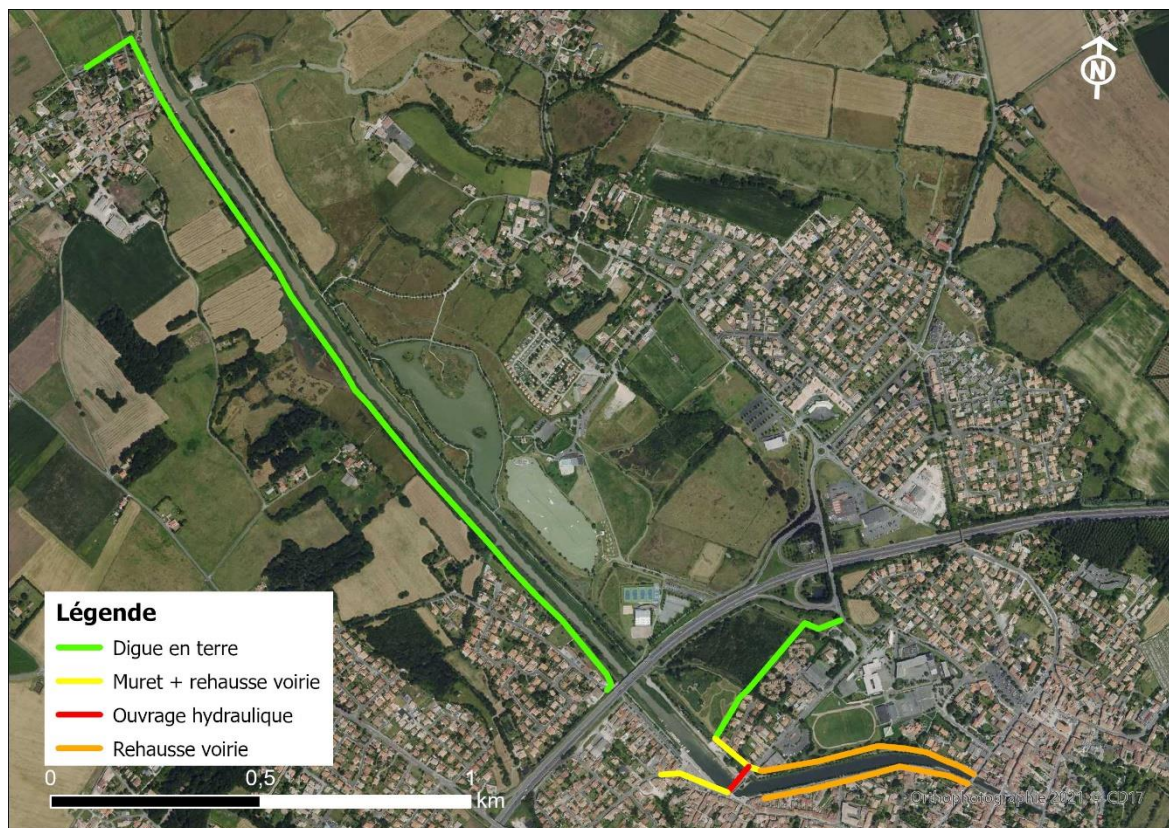 N
Légende
Digue en terre
Muret + rehausse voirie
Ouvrage hydraulique
Rehausse voirie
0 0,5 1
km
Orthophotographie 2021 © CD17